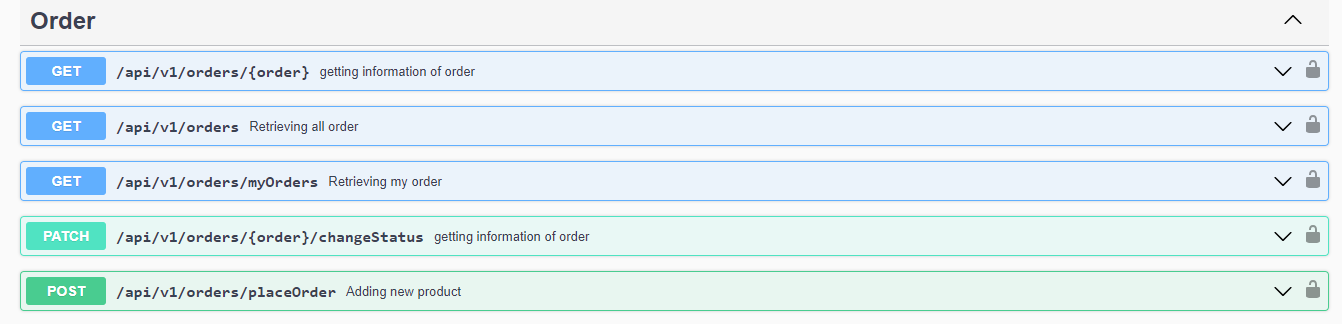 Order
GET /api/v1/orders/{order} getting information of order
GET /api/v1/orders Retrieving all order
GET /api/v1/orders/myOrders Retrieving my order
PATCH /api/v1/orders/{order}/changeStatus getting information of order
POST /api/v1/orders/placeOrder Adding new product